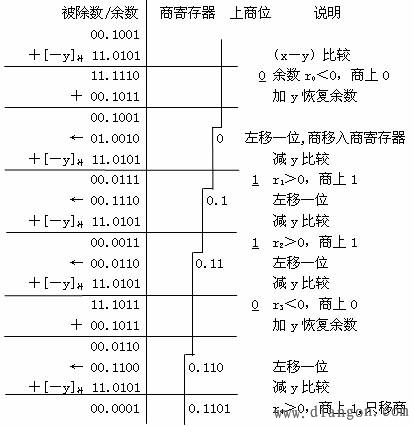 被除数/余数 商寄存器 上商位 说明
00.1001
+[-y]补 11.0101 (x-y) 比较
11.1110 0 余数 r₀<0, 商上 0
+ 00.1011 加 y 恢复余数
00.1001
← 01.0010 0 左移一位,商移入商寄存器
+[-y]补 11.0101 减 y 比较
00.0111 1 r₁>0, 商上 1
← 00.1110 0.1 左移一位
+[-y]补 11.0101 减 y 比较
00.0011 1 r₂>0, 商上 1
← 00.0110 0.11 左移一位
+[-y]补 11.0101 减 y 比较
11.1011 0 r₃<0, 商上 0
+ 00.1011 加 y 恢复余数
00.0110
← 00.1100 0.110 左移一位
+[-y]补 11.0101 减 y 比较
00.0001 0.1101 1 r₄>0, 商上 1,只移商